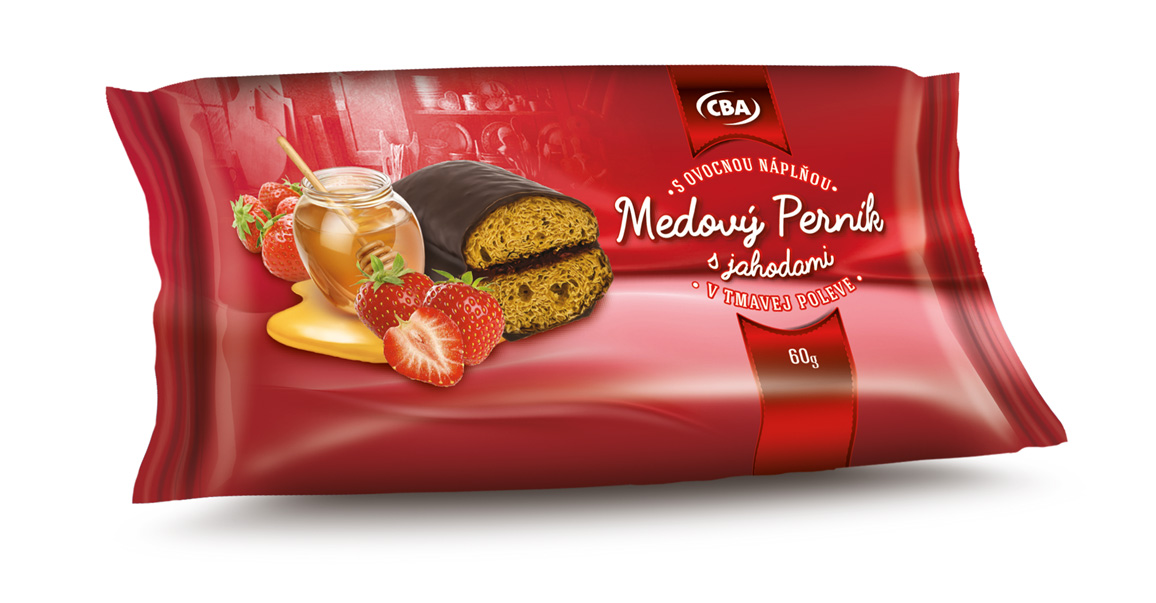 CBA
• S OVOCNOU NÁPLŇOU •
Medový Perník
s jahodami
• V TMAVEJ POLEVE •
60g